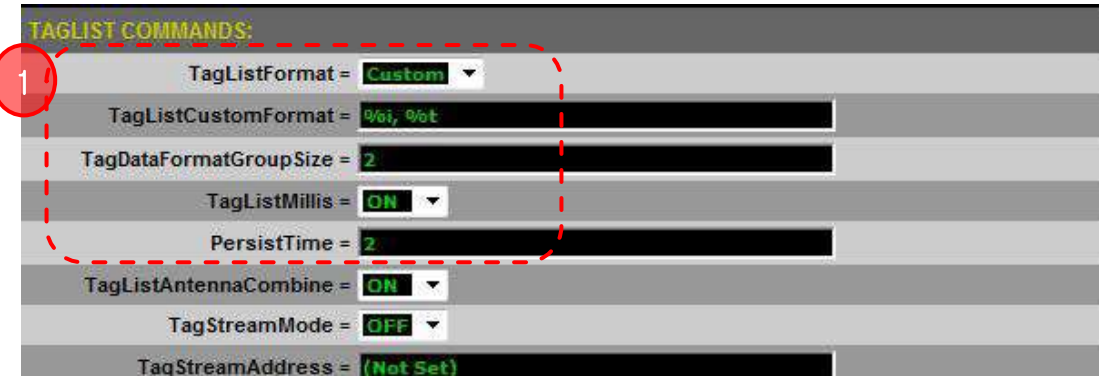 TAGLIST COMMANDS:
1
TagListFormat = Custom
TagListCustomFormat = %i, %t
TagDataFormatGroupSize = 2
TagListMillis = ON
PersistTime = 2
TagListAntennaCombine = ON
TagStreamMode = OFF
TagStreamAddress = (Not Set)